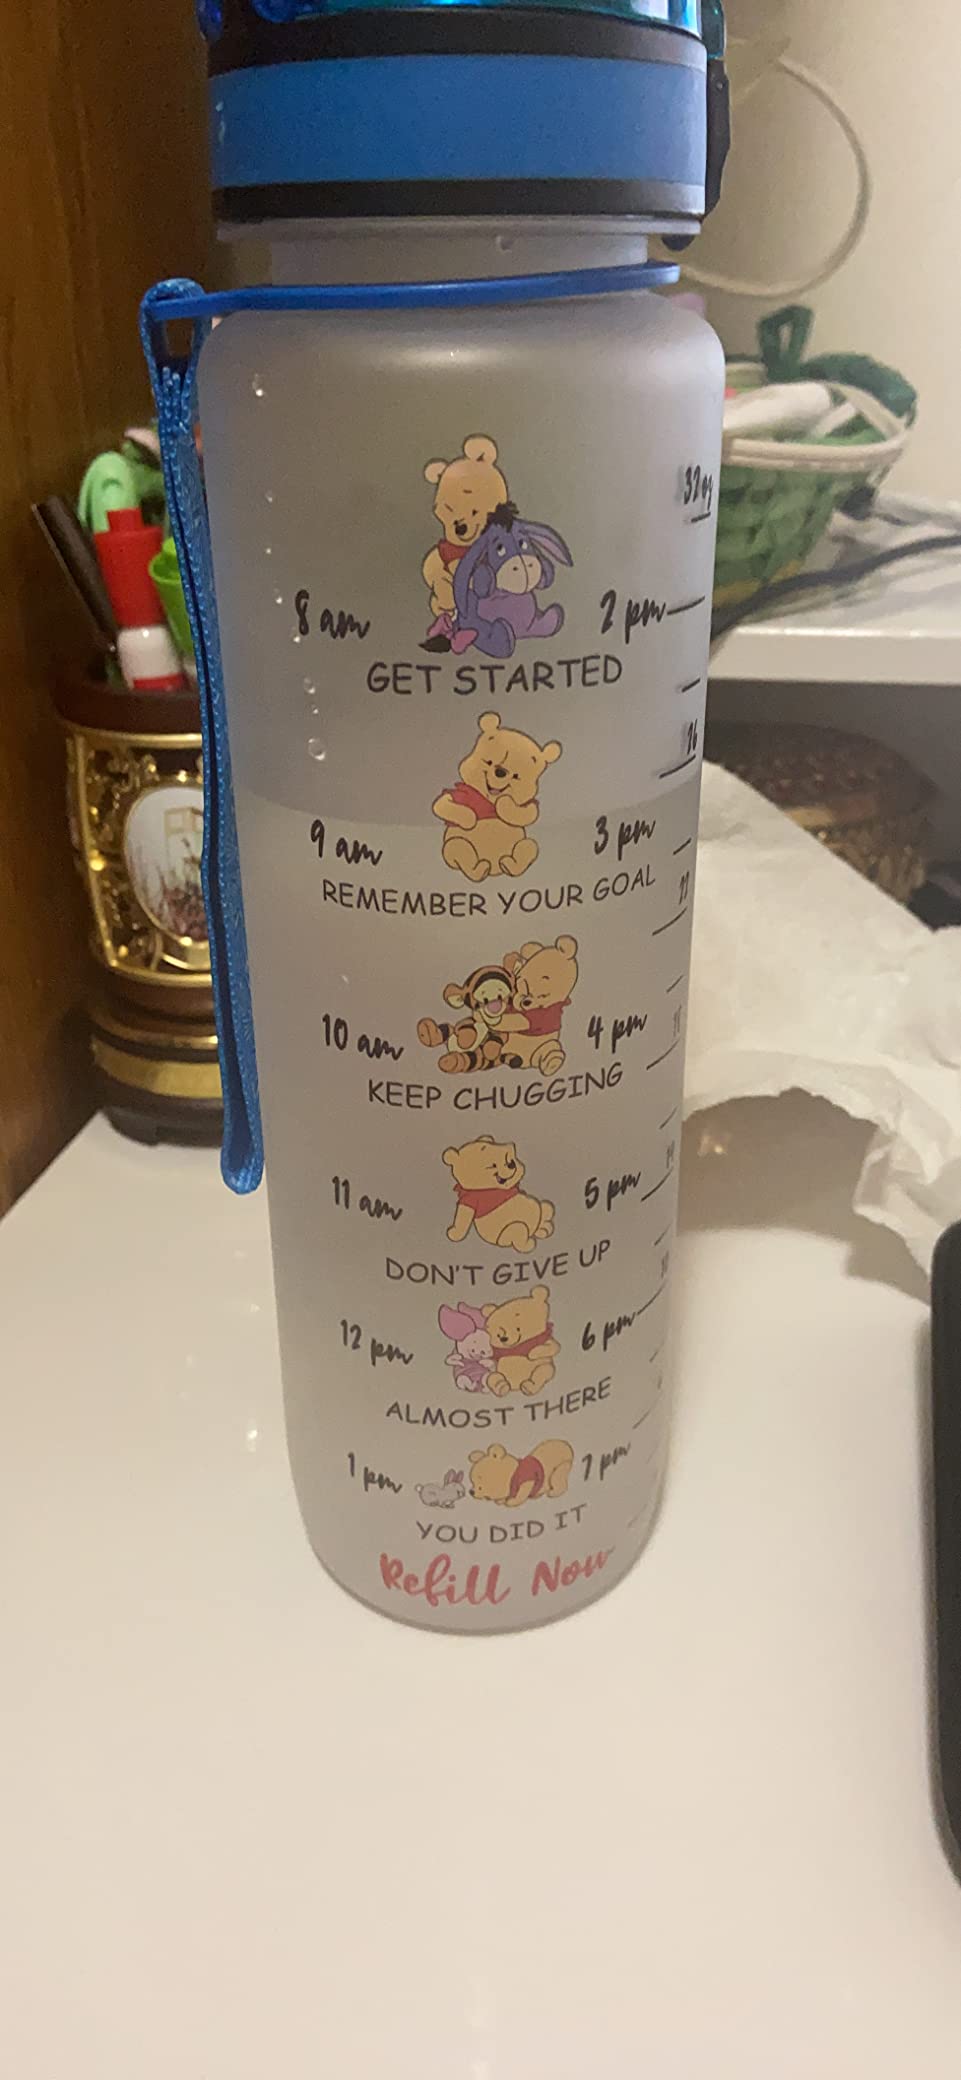 32oz
8 am 2 pm
GET STARTED
9 am 3 pm
REMEMBER YOUR GOAL
10 am 4 pm
KEEP CHUGGING
11 am 5 pm
DON'T GIVE UP
12 pm 6 pm
ALMOST THERE
1 pm 7 pm
YOU DID IT
Refill Now